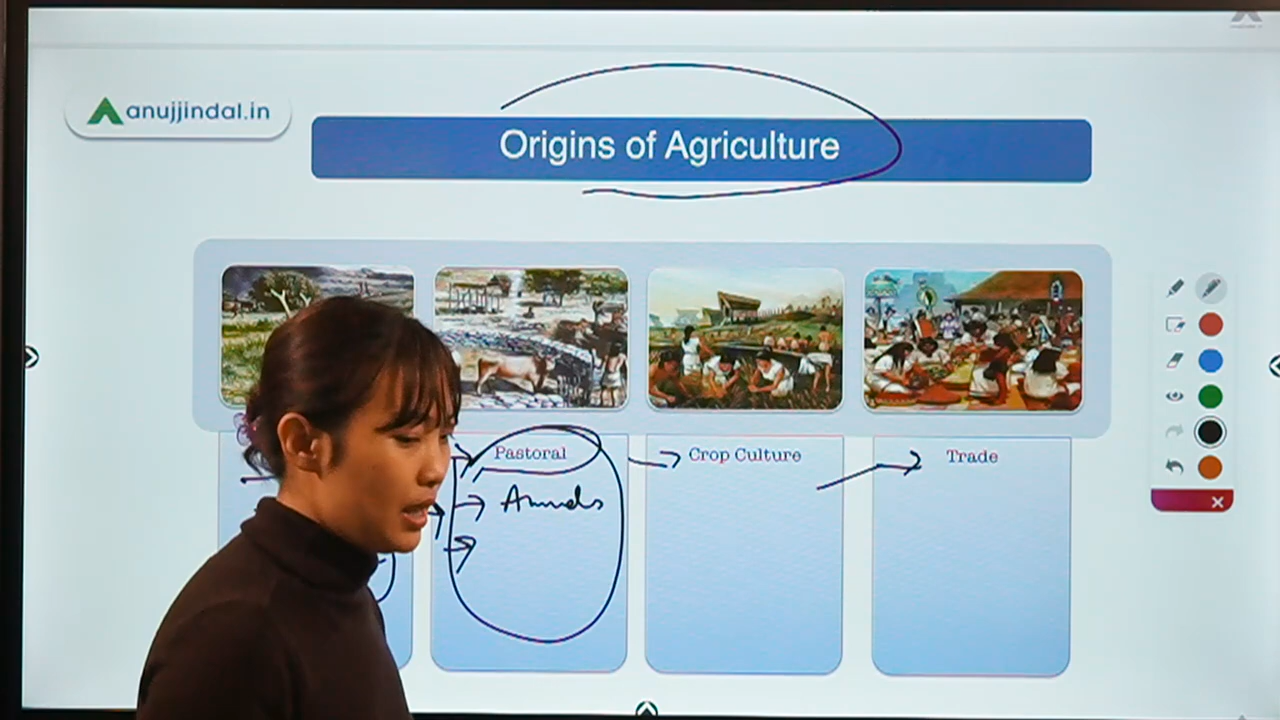 anujjindal.in
Origins of Agriculture
Pastoral
Crop Culture
Trade
Animals